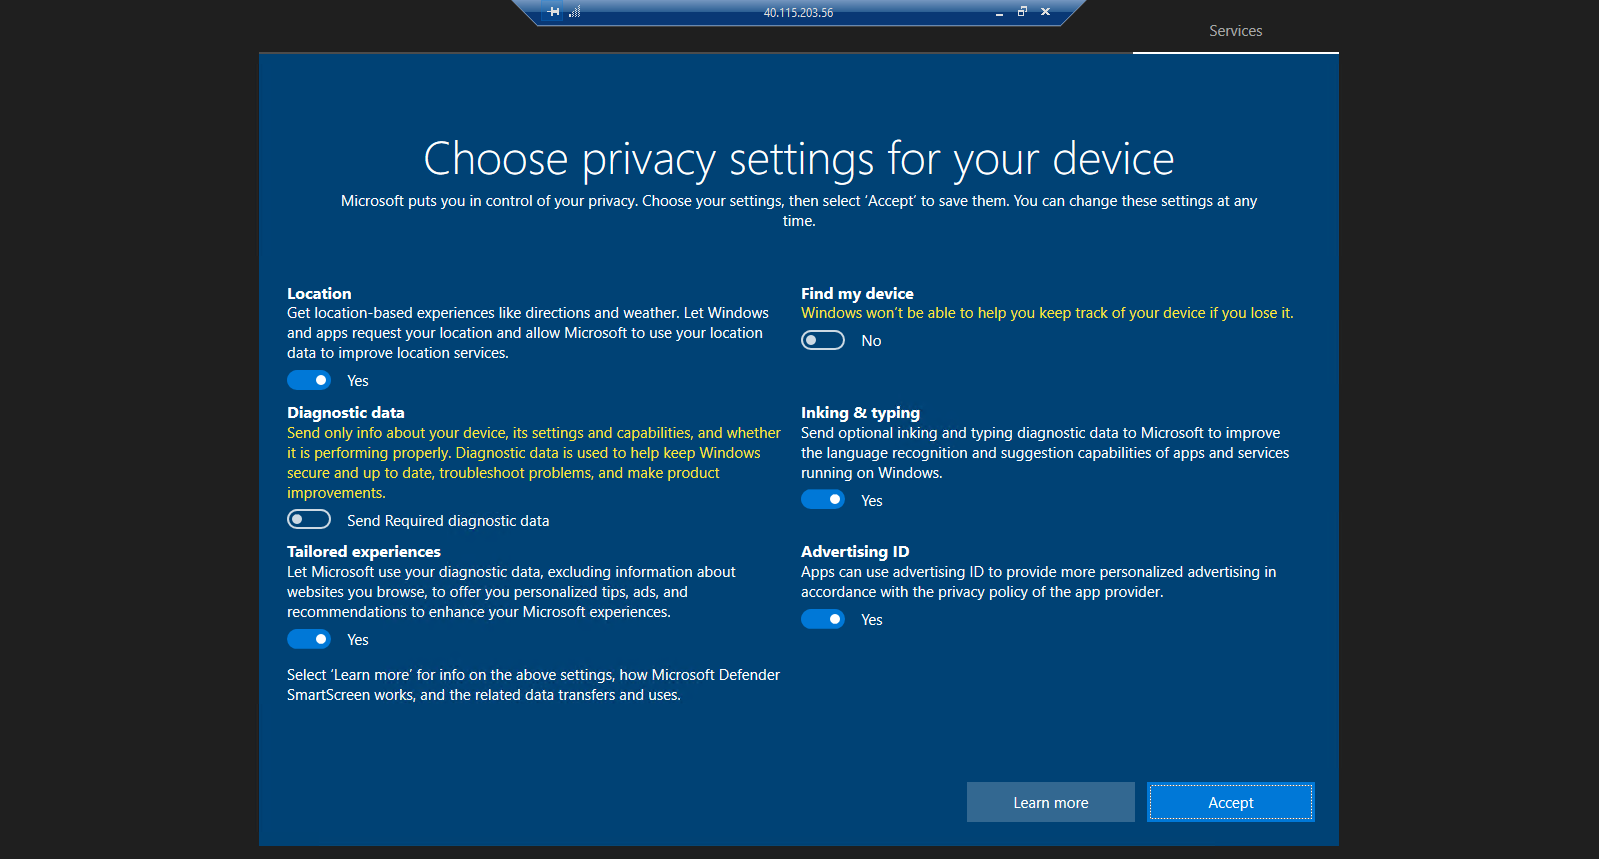 40.115.203.56
Services
Choose privacy settings for your device
Microsoft puts you in control of your privacy. Choose your settings, then select ‘Accept’ to save them. You can change these settings at any
time.
Location
Get location-based experiences like directions and weather. Let Windows
and apps request your location and allow Microsoft to use your location
data to improve location services.
Yes
Find my device
Windows won’t be able to help you keep track of your device if you lose it.
No
Diagnostic data
Send only info about your device, its settings and capabilities, and whether
it is performing properly. Diagnostic data is used to help keep Windows
secure and up to date, troubleshoot problems, and make product
improvements.
Send Required diagnostic data
Inking & typing
Send optional inking and typing diagnostic data to Microsoft to improve
the language recognition and suggestion capabilities of apps and services
running on Windows.
Yes
Tailored experiences
Let Microsoft use your diagnostic data, excluding information about
websites you browse, to offer you personalized tips, ads, and
recommendations to enhance your Microsoft experiences.
Yes
Advertising ID
Apps can use advertising ID to provide more personalized advertising in
accordance with the privacy policy of the app provider.
Yes
Select ‘Learn more’ for info on the above settings, how Microsoft Defender
SmartScreen works, and the related data transfers and uses.
Learn more
Accept